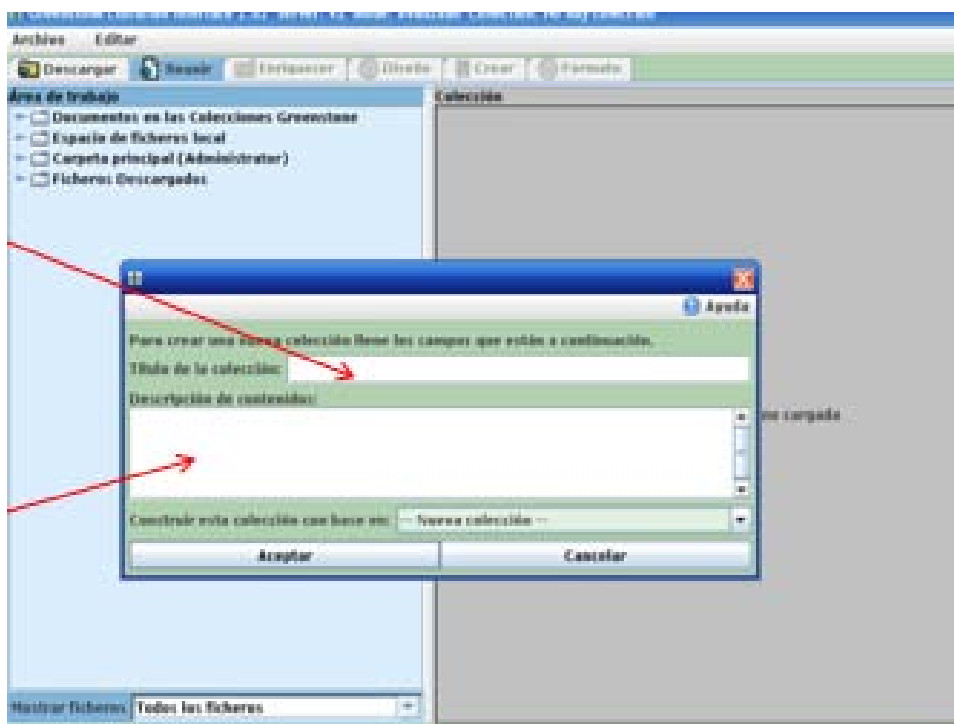 Greenstone Librarian Interface
Archivo Editar
Descargar Reunir Enriquecer Diseño Crear Formato
Área de trabajo
Colección
Documentos en las Colecciones Greenstone
Espacio de ficheros local
Carpeta principal (Administrator)
Ficheros Descargados
Ayuda
Para crear una nueva colección llene los campos que están a continuación.
Título de la colección:
Descripción de contenidos:
cargada
Construir esta colección con base en: -- Nueva colección --
Aceptar Cancelar
Mostrar ficheros Todos los ficheros